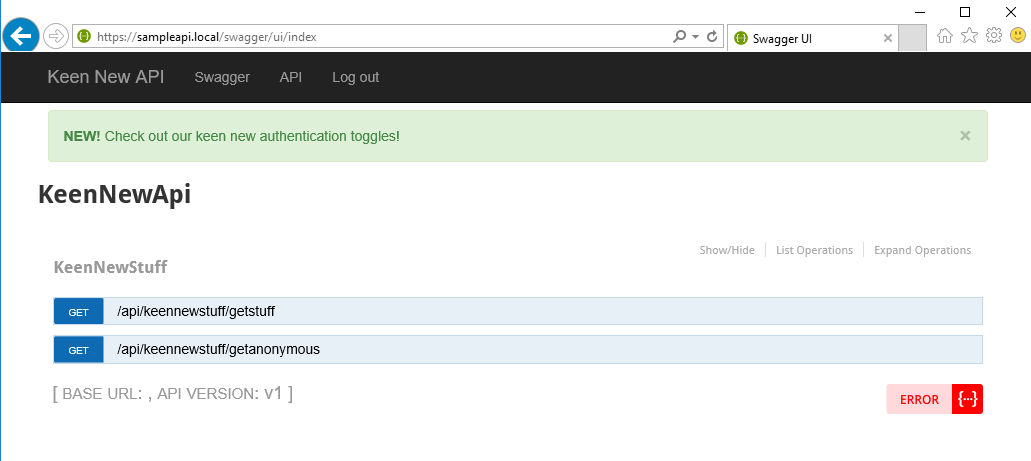 https://sampleapi.local/swagger/ui/index
Swagger UI
Keen New API Swagger API Log out
NEW! Check out our keen new authentication toggles!
×
KeenNewApi
Show/Hide List Operations Expand Operations
KeenNewStuff
GET /api/keennewstuff/getstuff
GET /api/keennewstuff/getanonymous
[ BASE URL: , API VERSION: v1 ]
ERROR {...}